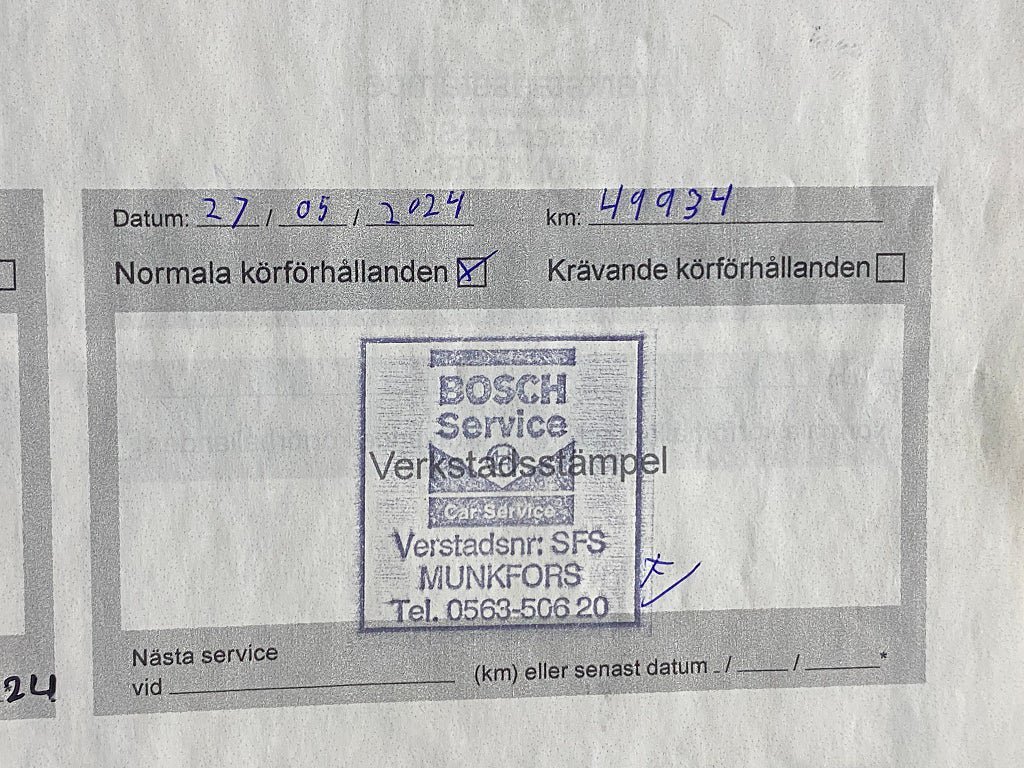 Datum: 27 / 05 / 2024 km: 49934
Normala körförhållanden Krävande körförhållanden
BOSCH
Service
Verkstadsstämpel
Car Service
Verstadsnr: SFS
MUNKFORS
Tel. 0563-506 20
Nästa service
vid (km) eller senast datum / / *
24